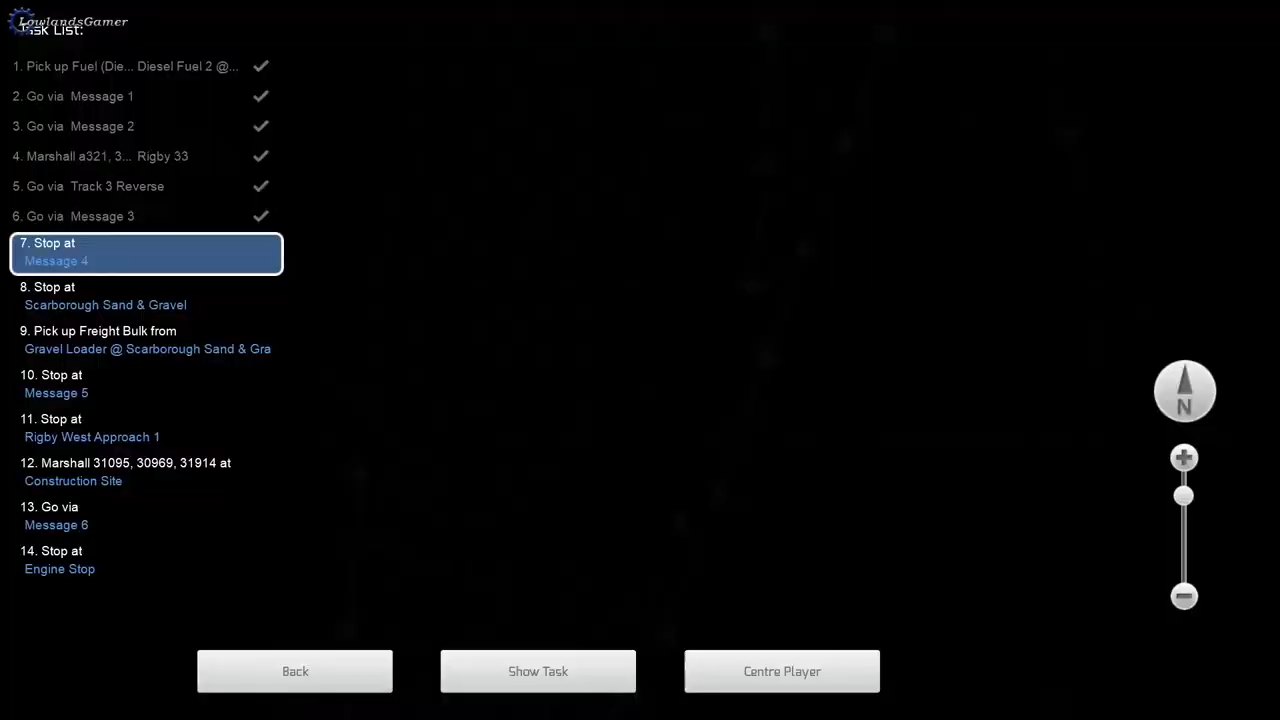 LowlandsGamer
Task List:
1. Pick up Fuel (Die... Diesel Fuel 2 @...
2. Go via Message 1
3. Go via Message 2
4. Marshall a321, 3... Rigby 33
5. Go via Track 3 Reverse
6. Go via Message 3
7. Stop at
Message 4
8. Stop at
Scarborough Sand & Gravel
9. Pick up Freight Bulk from
Gravel Loader @ Scarborough Sand & Gra
10. Stop at
Message 5
11. Stop at
Rigby West Approach 1
12. Marshall 31095, 30969, 31914 at
Construction Site
13. Go via
Message 6
14. Stop at
Engine Stop
N
Back
Show Task
Centre Player